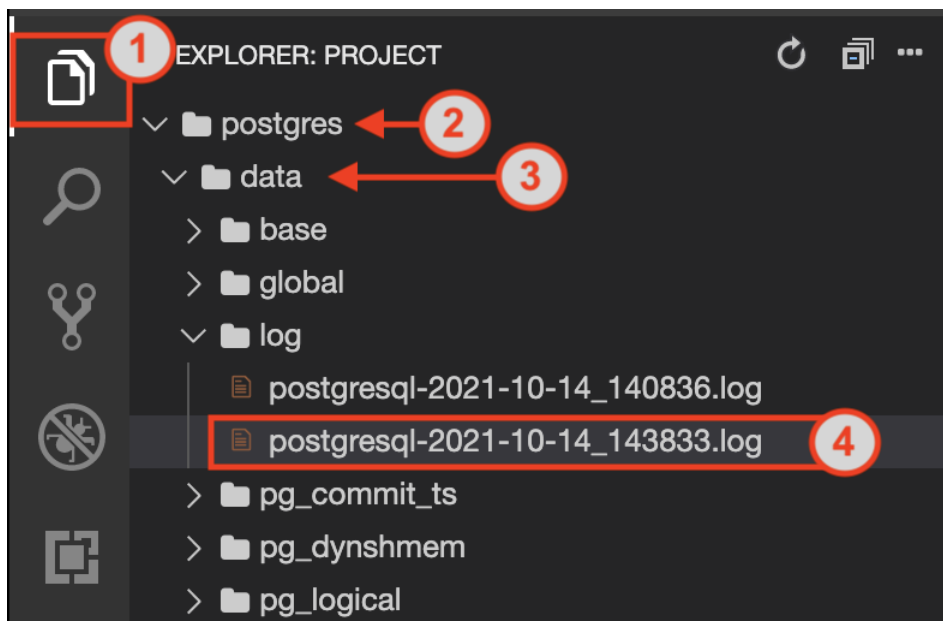 1 EXPLORER: PROJECT
postgres 2
data 3
base
global
log
postgresql-2021-10-14_140836.log
postgresql-2021-10-14_143833.log 4
pg_commit_ts
pg_dynshmem
pg_logical